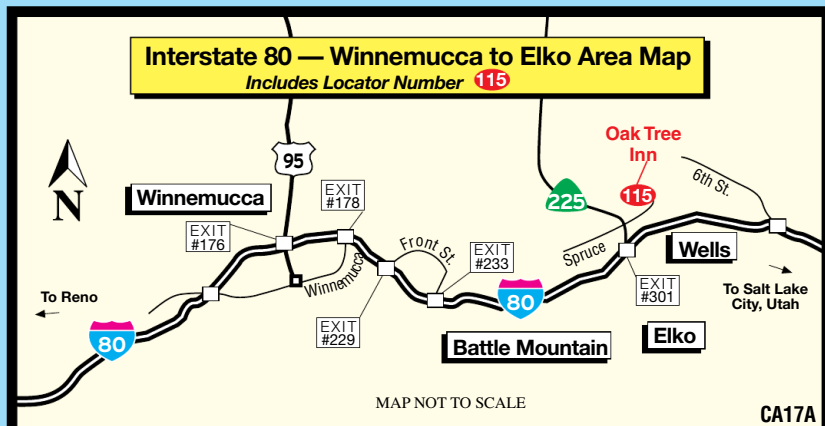 Interstate 80 — Winnemucca to Elko Area Map
Includes Locator Number 115
95
N
Winnemucca
EXIT
#176
EXIT
#178
Winnemucca
To Reno
80
EXIT
#229
Front St.
EXIT
#233
80
Battle Mountain
225
Oak Tree
Inn
115
Spruce
EXIT
#301
Elko
6th St.
Wells
To Salt Lake
City, Utah
MAP NOT TO SCALE
CA17A